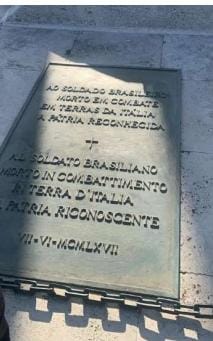 AO SOLDADO BRASILEIRO
MORTO EM COMBATE
EM TERRAS DA ITALIA
A PATRIA RECONHECIDA
AL SOLDATO BRASILIANO
MORTO IN COMBATTIMENTO
IN TERRA D'ITALIA
LA PATRIA RICONOSCENTE
VII-VI-MCMLXVII